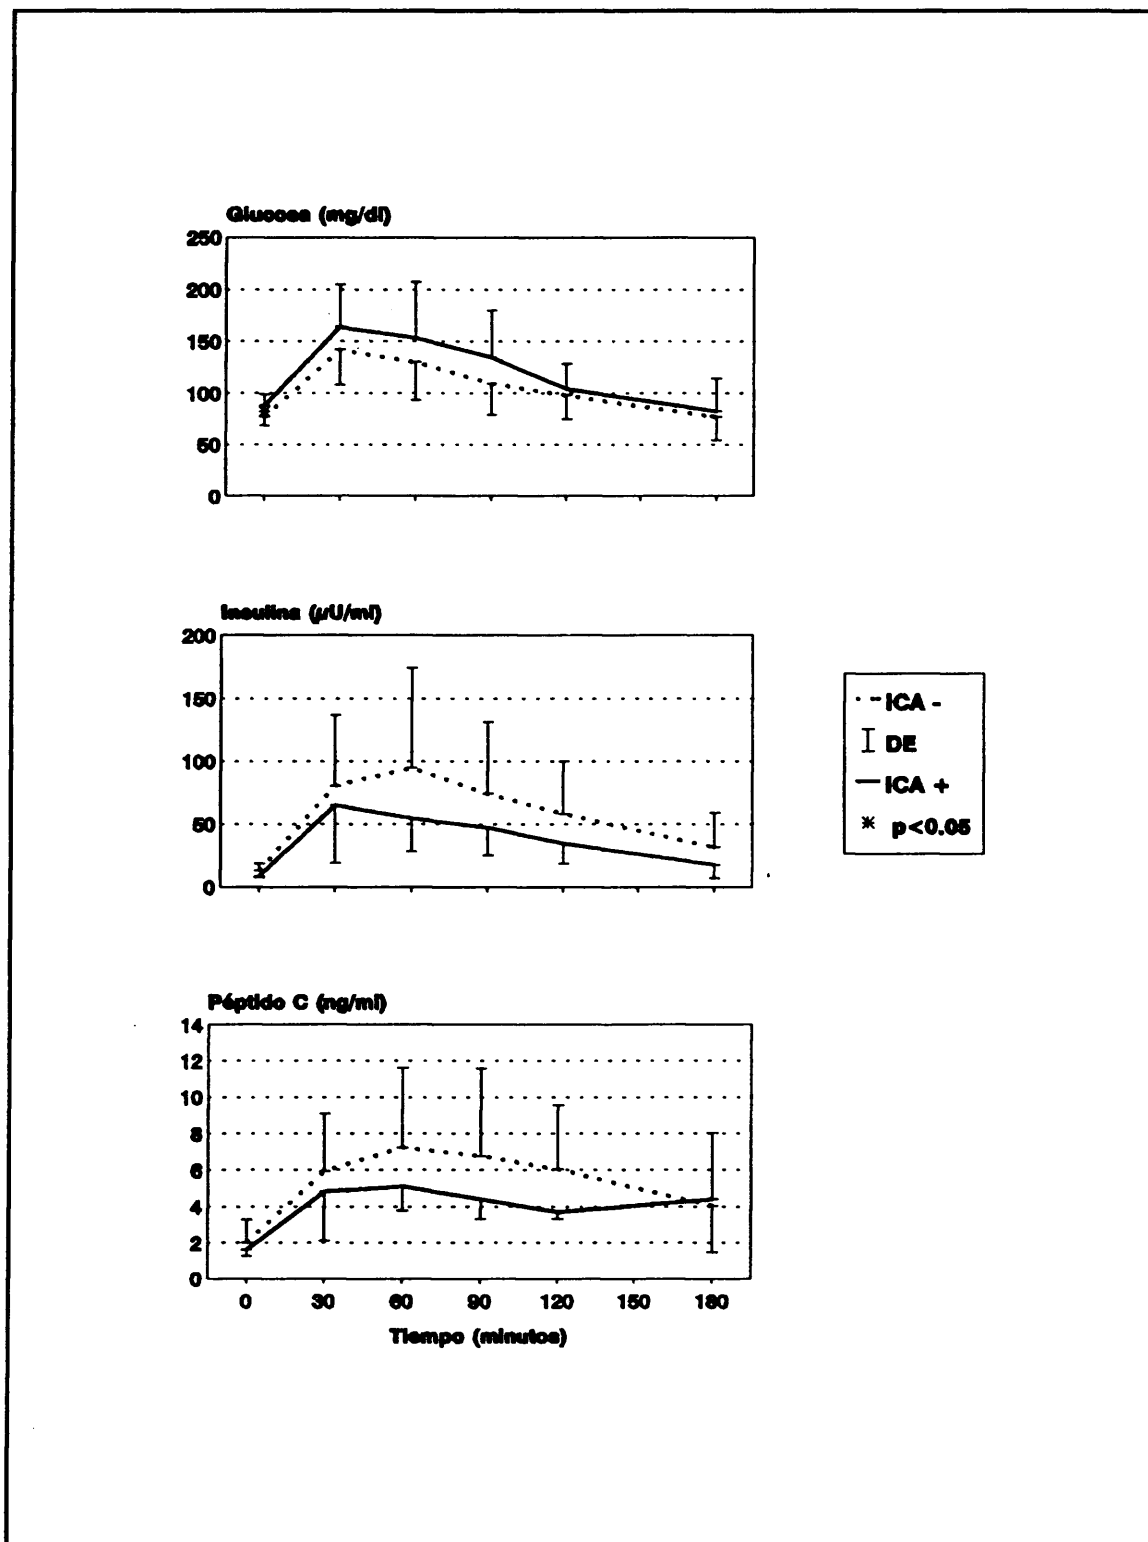 Glucosa (mg/dl)
250
200
150
100
50
0
Insulina (μU/ml)
200
150
100
50
0
ICA -
DE
ICA +
* p<0.05
Péptido C (ng/ml)
14
12
10
8
6
4
2
0
0 30 60 90 120 150 180
Tiempo (minutos)